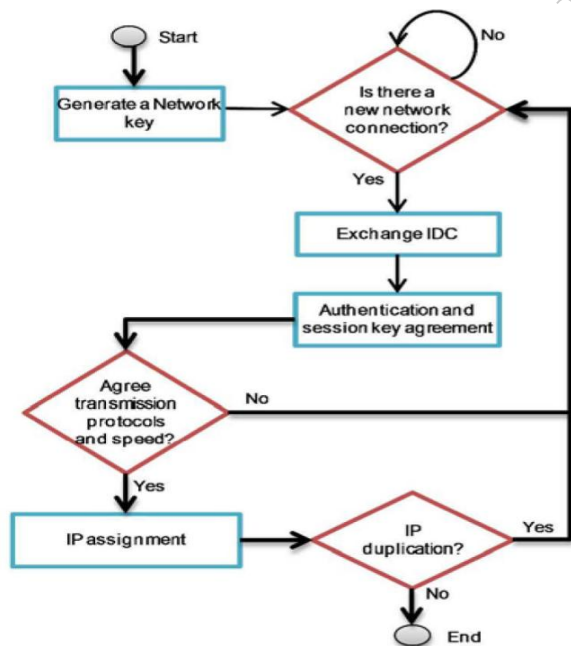 Start
No
Generate a Network
key
Is there a
new network
connection?
Yes
Exchange IDC
Authentication and
session key agreement
Agree
transmission
protocols
and speed?
No
Yes
IP assignment
IP
duplication?
Yes
No
End